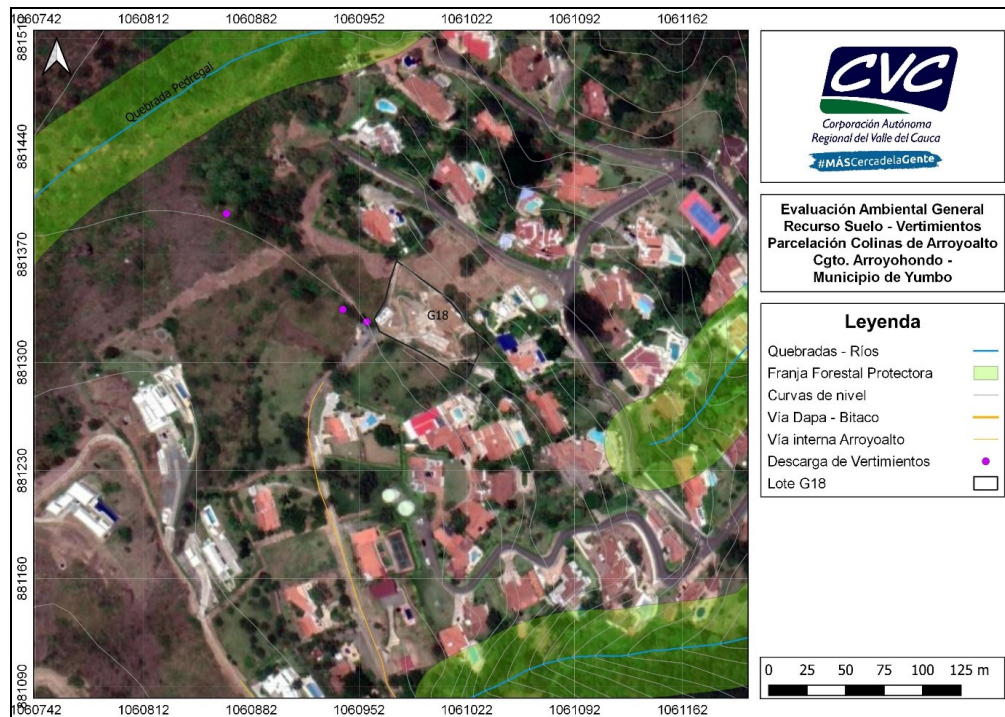 1060742 1060812 1060882 1060952 1061022 1061092 1061162
881510
881440
881370
881300
881230
881160
881090
Quebrada Pedregal
G18
1060742 1060812 1060882 1060952 1061022 1061092 1061162
CVC
Corporación Autónoma
Regional del Valle del Cauca
#MÁSCercadelaGente
Evaluación Ambiental General
Recurso Suelo - Vertimientos
Parcelación Colinas de Arroyoalto
Cgto. Arroyohondo -
Municipio de Yumbo
Leyenda
Quebradas - Ríos
Franja Forestal Protectora
Curvas de nivel
Vía Dapa - Bitaco
Vía interna Arroyoalto
Descarga de Vertimientos
Lote G18
0 25 50 75 100 125 m